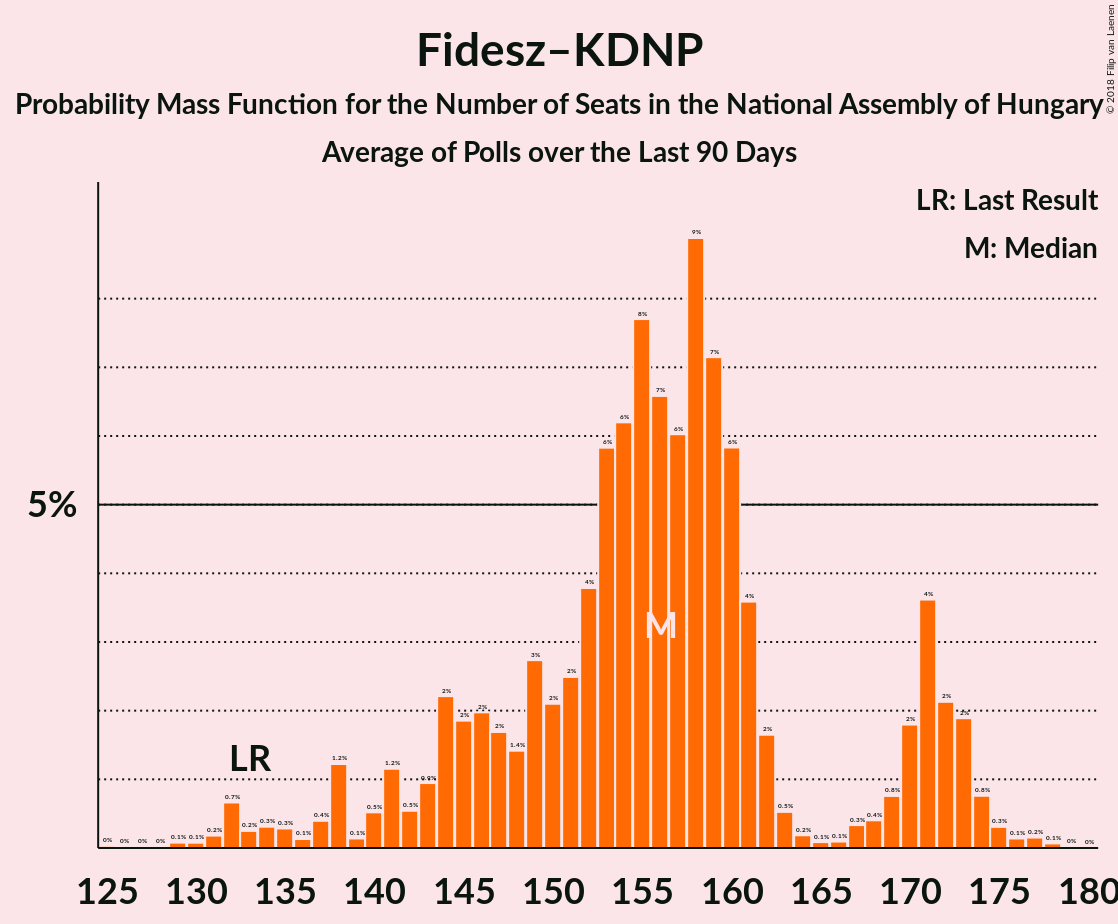 Fidesz–KDNP
Probability Mass Function for the Number of Seats in the National Assembly of Hungary
Average of Polls over the Last 90 Days
© 2018 Filip van Laenen
LR: Last Result
M: Median
5%
LR
M
0% 0% 0% 0% 0.1% 0.1% 0.2% 0.7% 0.2% 0.3% 0.3% 0.1% 0.4% 1.2% 0.1% 0.5% 1.2% 0.5% 0.9% 2% 2% 2% 2% 1.4% 3% 2% 2% 4% 6% 6% 8% 7% 6% 9% 7% 6% 4% 2% 0.5% 0.2% 0.1% 0.1% 0.3% 0.4% 0.8% 2% 4% 2% 2% 0.8% 0.3% 0.1% 0.2% 0.1% 0% 0%
125 130 135 140 145 150 155 160 165 170 175 180